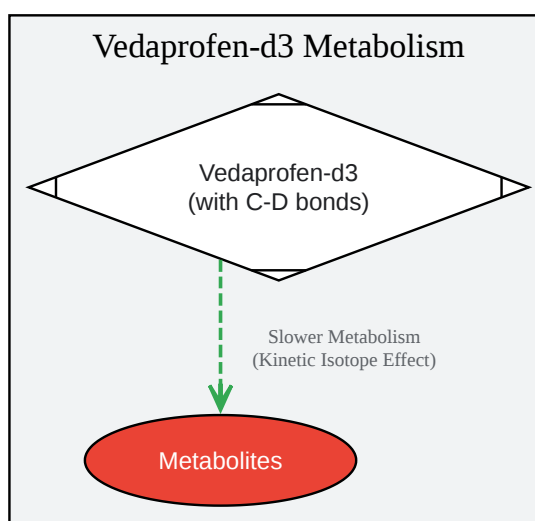 Vedaprofen-d3 Metabolism
Vedaprofen-d3
(with C-D bonds)
Slower Metabolism
(Kinetic Isotope Effect)
Metabolites